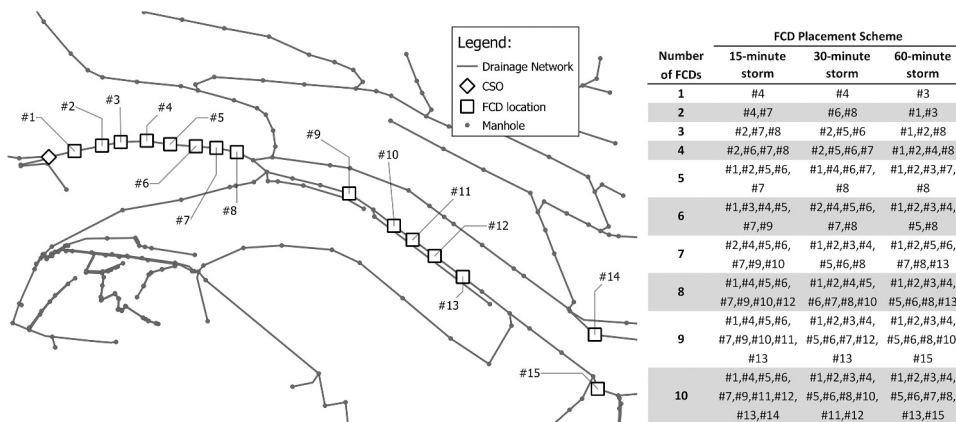 Legend:
Drainage Network
CSO
FCD location
Manhole
#1
#2
#3
#4
#5
#6
#7
#8
#9
#10
#11
#12
#13
#14
#15
FCD Placement Scheme
Number of FCDs 15-minute storm 30-minute storm 60-minute storm
1 #4 #4 #3
2 #4,#7 #6,#8 #1,#3
3 #2,#7,#8 #2,#5,#6 #1,#2,#8
4 #2,#6,#7,#8 #2,#5,#6,#7 #1,#2,#4,#8
5 #1,#2,#5,#6, #1,#4,#6,#7, #1,#2,#3,#7,
#7 #8 #8
6 #1,#3,#4,#5, #2,#4,#5,#6, #1,#2,#3,#4,
#7,#9 #7,#8 #5,#8
7 #2,#4,#5,#6, #1,#2,#3,#4, #1,#2,#5,#6,
#7,#9,#10 #5,#6,#8 #7,#8,#13
8 #1,#4,#5,#6, #1,#2,#4,#5, #1,#2,#3,#4,
#7,#9,#10,#12 #6,#7,#8,#10 #5,#6,#8,#13
9 #1,#4,#5,#6, #1,#2,#3,#4, #1,#2,#3,#4,
#7,#9,#10,#11, #5,#6,#7,#12, #5,#6,#8,#10
#13 #13 #15
10 #1,#4,#5,#6, #1,#2,#3,#4, #1,#2,#3,#4,
#7,#9,#11,#12, #5,#6,#8,#10, #5,#6,#7,#8,
#13,#14 #11,#12 #13,#15